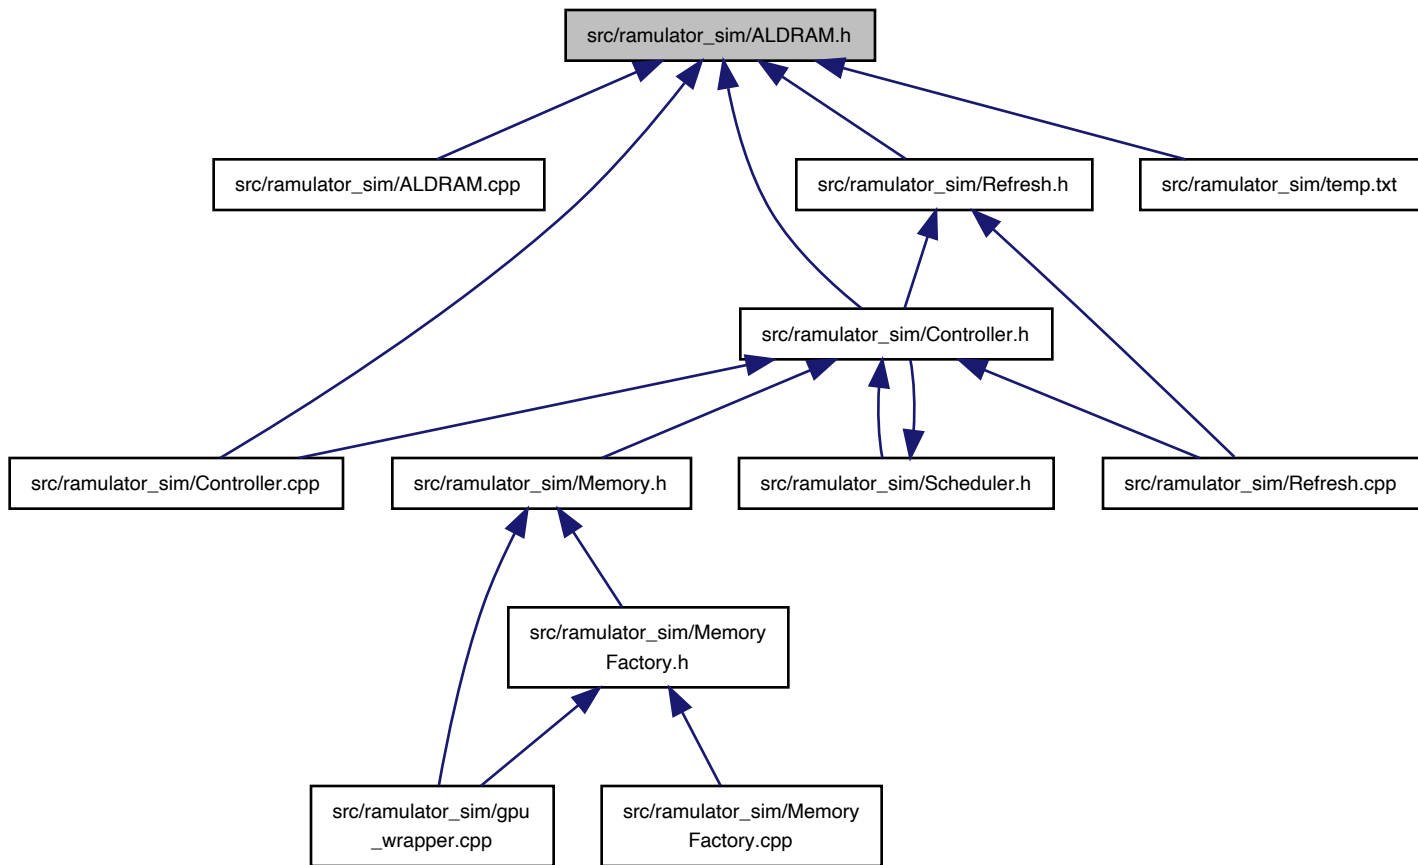 src/ramulator_sim/ALDRAM.h
src/ramulator_sim/ALDRAM.cpp
src/ramulator_sim/Refresh.h
src/ramulator_sim/temp.txt
src/ramulator_sim/Controller.h
src/ramulator_sim/Controller.cpp
src/ramulator_sim/Memory.h
src/ramulator_sim/Scheduler.h
src/ramulator_sim/Refresh.cpp
src/ramulator_sim/Memory
Factory.h
src/ramulator_sim/gpu
_wrapper.cpp
src/ramulator_sim/Memory
Factory.cpp